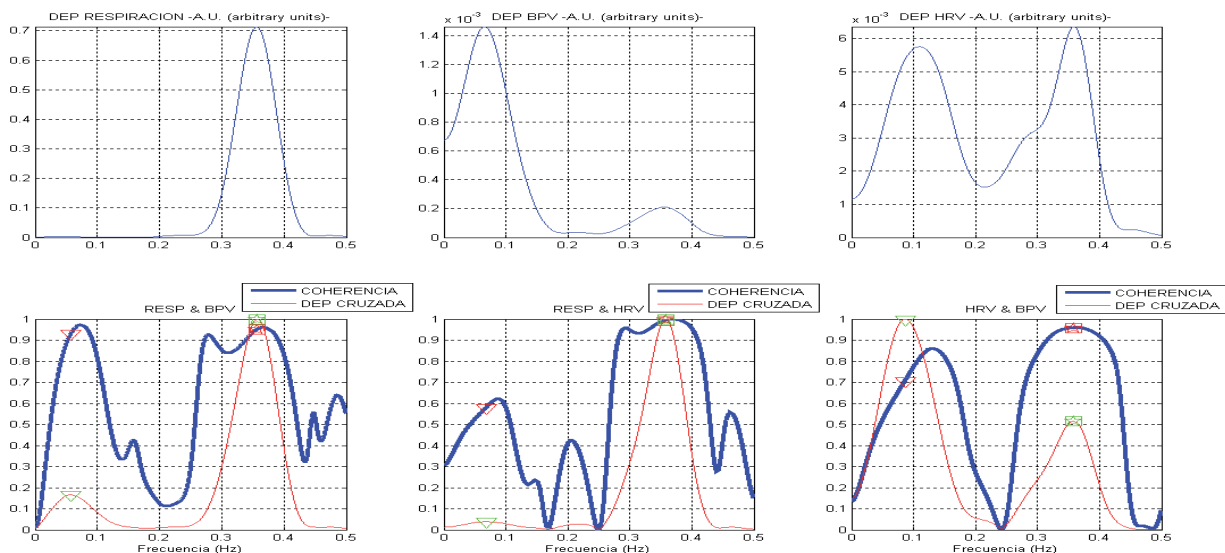 DEP RESPIRACION -A.U. (arbitrary units)-
0.7
0.6
0.5
0.4
0.3
0.2
0.1
0
0 0.1 0.2 0.3 0.4 0.5
x 10⁻³ DEP BPV -A.U. (arbitrary units)-
1.4
1.2
1
0.8
0.6
0.4
0.2
0 0.1 0.2 0.3 0.4 0.5
x 10⁻³ DEP HRV -A.U. (arbitrary units)-
6
5
4
3
2
1
0 0.1 0.2 0.3 0.4 0.5
RESP & BPV
COHERENCIA
DEP CRUZADA
1
0.9
0.8
0.7
0.6
0.5
0.4
0.3
0.2
0.1
0
0 0.1 0.2 0.3 0.4 0.5
Frecuencia (Hz)
RESP & HRV
COHERENCIA
DEP CRUZADA
1
0.9
0.8
0.7
0.6
0.5
0.4
0.3
0.2
0.1
0
0 0.1 0.2 0.3 0.4 0.5
Frecuencia (Hz)
HRV & BPV
COHERENCIA
DEP CRUZADA
1
0.9
0.8
0.7
0.6
0.5
0.4
0.3
0.2
0.1
0
0 0.1 0.2 0.3 0.4 0.5
Frecuencia (Hz)